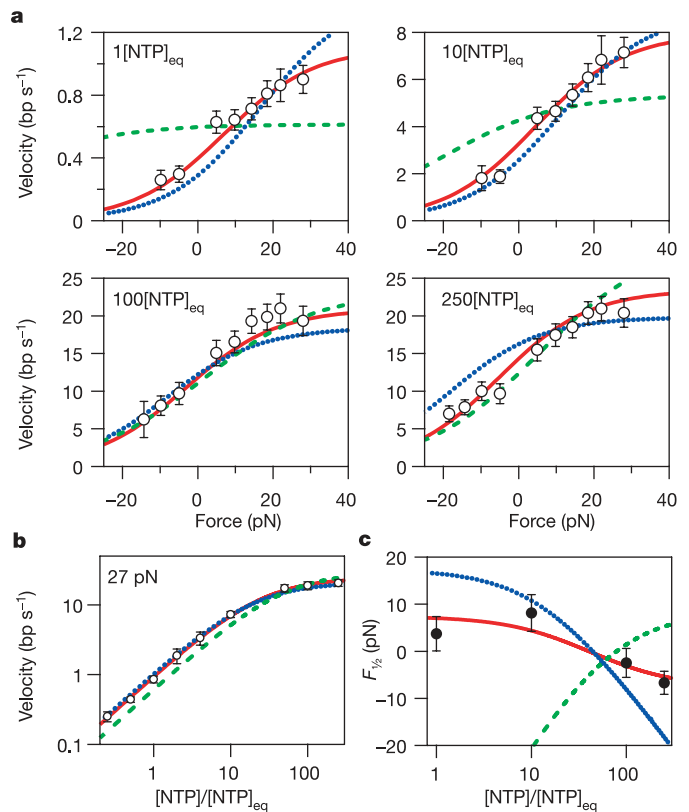 a
1[NTP]eq
10[NTP]eq
Velocity (bp s⁻¹)
1.2
0.8
0.4
0
8
6
4
2
0
−20 0 20 40
−20 0 20 40
100[NTP]eq
250[NTP]eq
Velocity (bp s⁻¹)
25
20
15
10
5
0
25
20
15
10
5
0
−20 0 20 40
−20 0 20 40
Force (pN)
Force (pN)
b
27 pN
Velocity (bp s⁻¹)
10
1
0.1
1 10 100
[NTP]/[NTP]eq
c
F½ (pN)
20
10
0
−10
−20
1 10 100
[NTP]/[NTP]eq